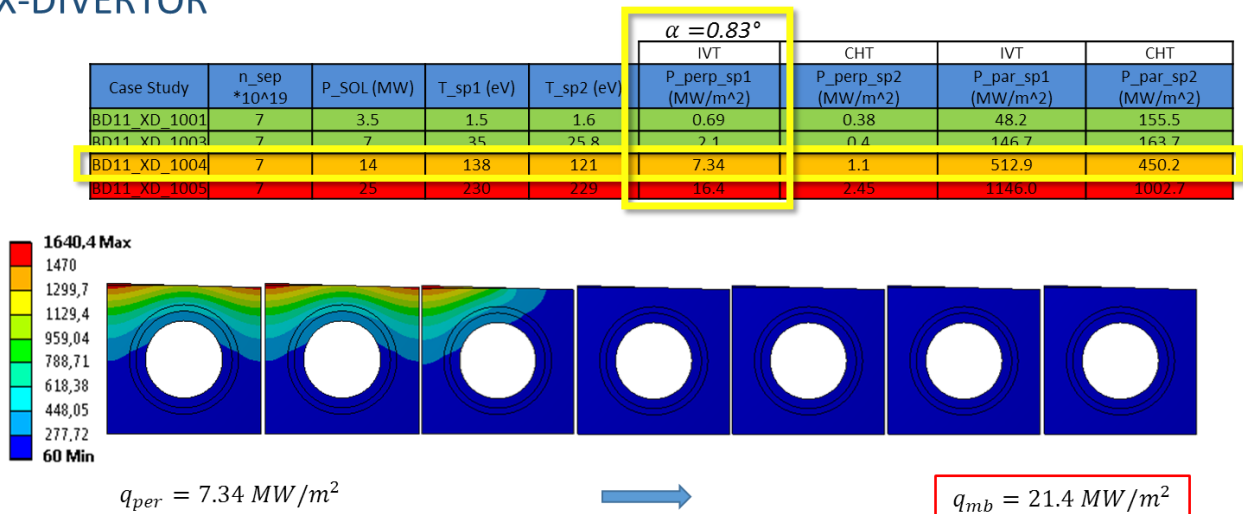 X-DIVERTOR
α =0.83°
IVT CHT IVT CHT
Case Study n_sep *10^19 P_SOL (MW) T_sp1 (eV) T_sp2 (eV) P_perp_sp1 (MW/m^2) P_perp_sp2 (MW/m^2) P_par_sp1 (MW/m^2) P_par_sp2 (MW/m^2)
BD11_XD_1001 7 3.5 1.5 1.6 0.69 0.38 48.2 155.5
BD11_XD_1003 7 7 35 25.8 2.1 0.4 146.7 163.7
BD11_XD_1004 7 14 138 121 7.34 1.1 512.9 450.2
BD11_XD_1005 7 25 230 229 16.4 2.45 1146.0 1002.7
1640,4 Max
1470
1299,7
1129,4
959,04
788,71
618,38
448,05
277,72
60 Min
q_per = 7.34 MW/m²
q_mb = 21.4 MW/m²